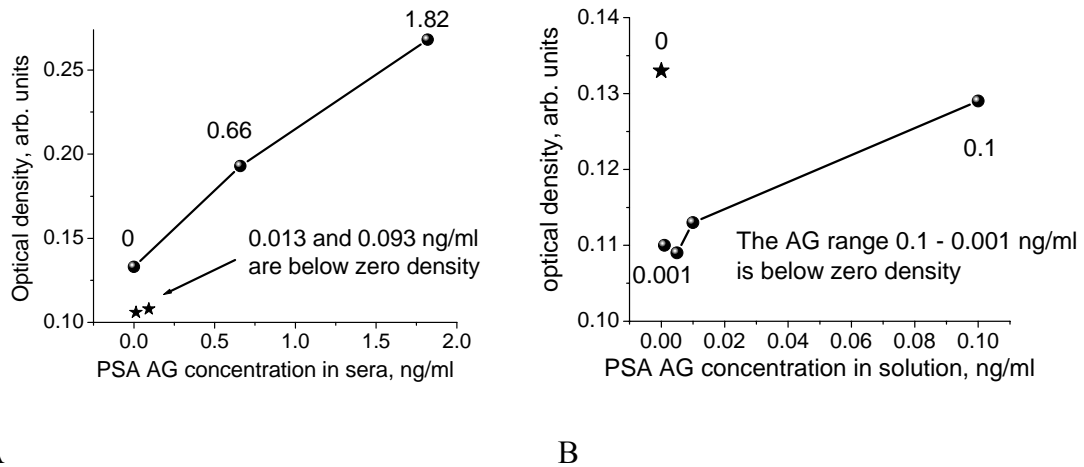 1.82
0.25
0.66
0.20
Optical density, arb. units
0
0.013 and 0.093 ng/ml
are below zero density
0.15
0.10
0.0 0.5 1.0 1.5 2.0
PSA AG concentration in sera, ng/ml
0.14
0
0.13
optical density, arb. units
0.1
0.12
The AG range 0.1 - 0.001 ng/ml
is below zero density
0.11
0.001
0.10
0.00 0.02 0.04 0.06 0.08 0.10
PSA AG concentration in solution, ng/ml
B